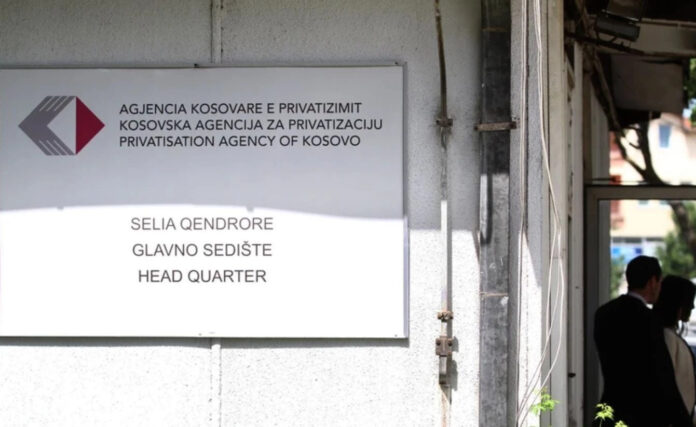 AGJENCIA KOSOVARE E PRIVATIZIMIT
KOSOVSKA AGENCIJA ZA PRIVATIZACIJU
PRIVATISATION AGENCY OF KOSOVO
SELIA QENDRORE
GLAVNO SEDIŠTE
HEAD QUARTER